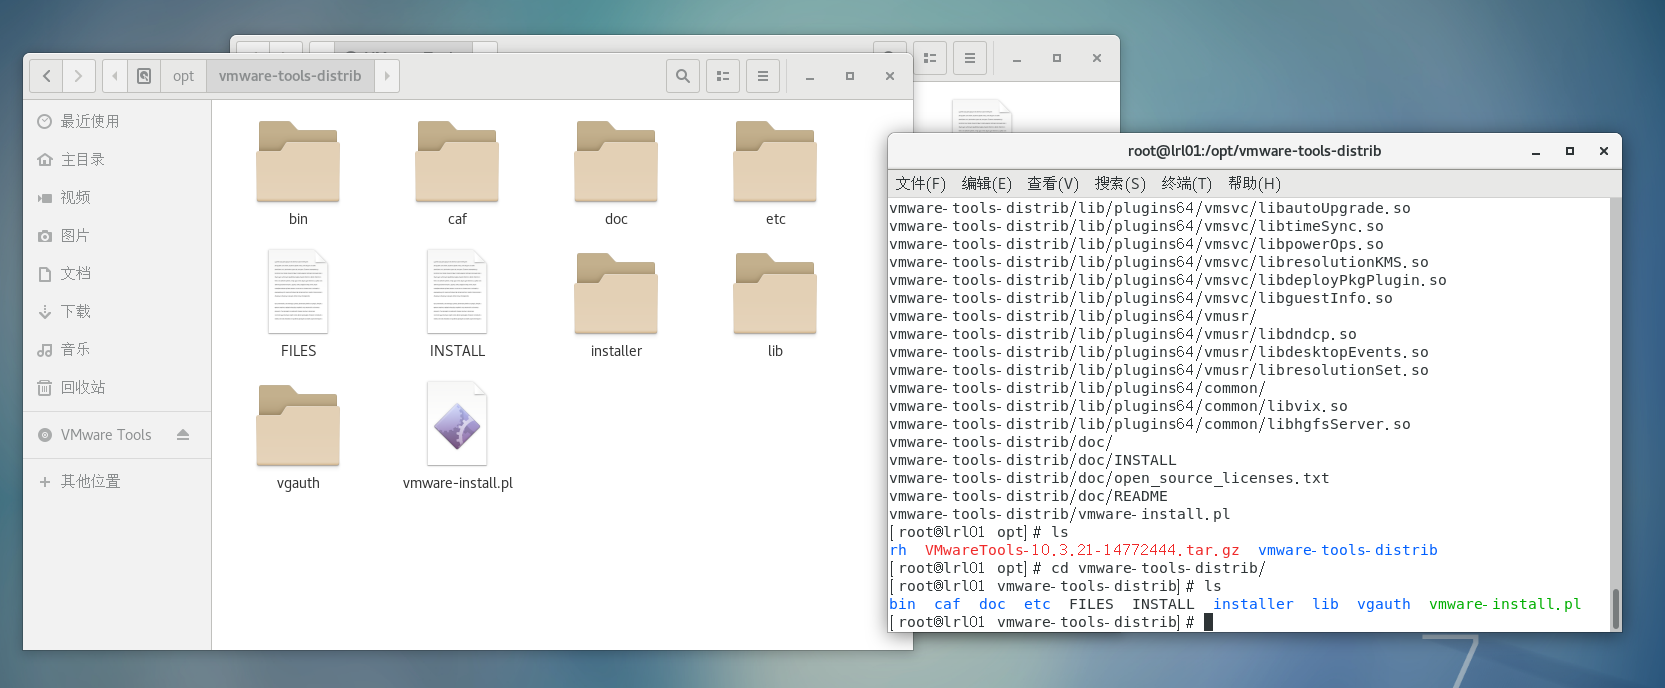 opt
vmware-tools-distrib
最近使用
主目录
视频
图片
文档
下载
音乐
回收站
VMware Tools
其他位置
bin
caf
doc
etc
FILES
INSTALL
installer
lib
vgauth
vmware-install.pl
root@lrl01:/opt/vmware-tools-distrib
文件(F) 编辑(E) 查看(V) 搜索(S) 终端(T) 帮助(H)
vmware-tools-distrib/lib/plugins64/vmsvc/libautoUpgrade.so
vmware-tools-distrib/lib/plugins64/vmsvc/libtimeSync.so
vmware-tools-distrib/lib/plugins64/vmsvc/libpowerOps.so
vmware-tools-distrib/lib/plugins64/vmsvc/libresolutionKMS.so
vmware-tools-distrib/lib/plugins64/vmsvc/libdeployPkgPlugin.so
vmware-tools-distrib/lib/plugins64/vmsvc/libguestInfo.so
vmware-tools-distrib/lib/plugins64/vmusr/
vmware-tools-distrib/lib/plugins64/vmusr/libdndcp.so
vmware-tools-distrib/lib/plugins64/vmusr/libdesktopEvents.so
vmware-tools-distrib/lib/plugins64/vmusr/libresolutionSet.so
vmware-tools-distrib/lib/plugins64/common/
vmware-tools-distrib/lib/plugins64/common/libvix.so
vmware-tools-distrib/lib/plugins64/common/libhgfsServer.so
vmware-tools-distrib/doc/
vmware-tools-distrib/doc/INSTALL
vmware-tools-distrib/doc/open_source_licenses.txt
vmware-tools-distrib/doc/README
vmware-tools-distrib/vmware-install.pl
[root@lrl01 opt]# ls
rh VMwareTools-10.3.21-14772444.tar.gz vmware-tools-distrib
[root@lrl01 opt]# cd vmware-tools-distrib/
[root@lrl01 vmware-tools-distrib]# ls
bin caf doc etc FILES INSTALL installer lib vgauth vmware-install.pl
[root@lrl01 vmware-tools-distrib]#
7